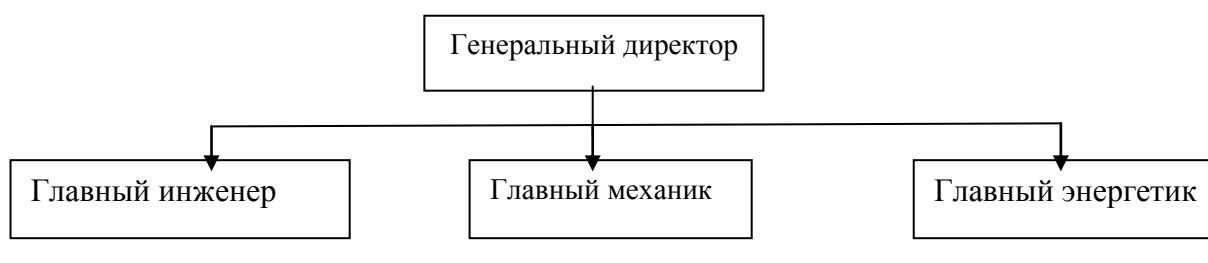 Генеральный директор
Главный инженер
Главный механик
Главный энергетик